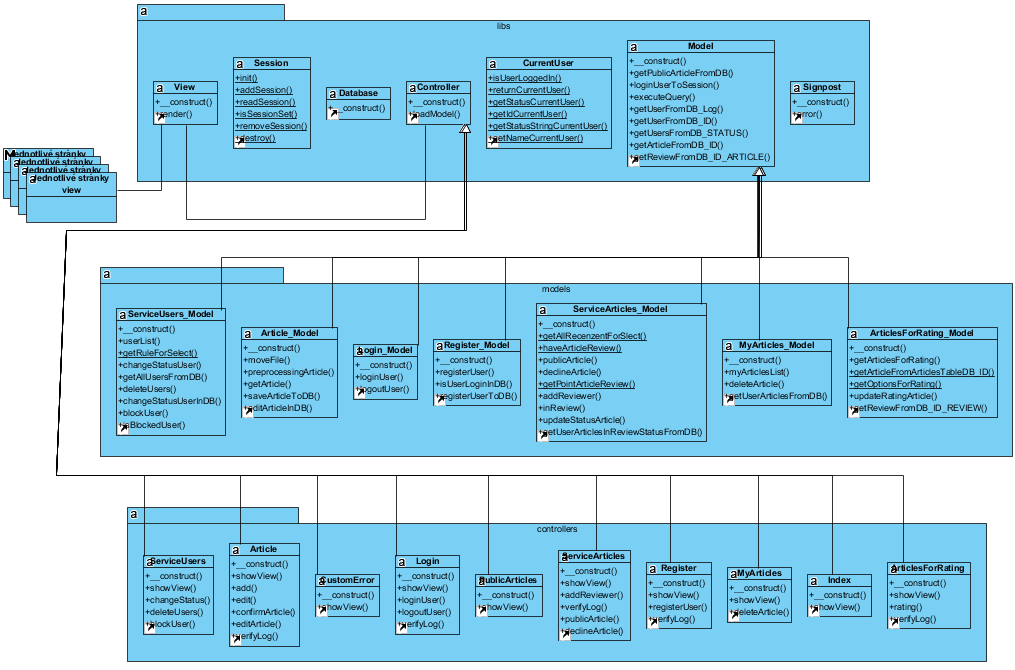 a
libs
a Session
+init()
+addSession()
+readSession()
+isSessionSet()
+removeSession()
+destroy()
a CurrentUser
+isUserLoggedIn()
+returnCurrentUser()
+getStatusCurrentUser()
+getIdCurrentUser()
+getStatusStringCurrentUser()
+getNameCurrentUser()
a Model
+__construct()
+getPublicArticleFromDB()
+loginUserToSession()
+executeQuery()
+getUserFromDB_Log()
+getUserFromDB_ID()
+getUsersFromDB_STATUS()
+getArticleFromDB_ID()
+getReviewFromDB_ID_ARTICLE()
a View
+__construct()
+render()
a Database
+__construct()
a Controller
+__construct()
+loadModel()
a Signpost
+__construct()
+error()
Jednotlivé stránky
Jednotlivé stránky
Jednotlivé stránky
a Jednotlivé stránky
view
a
models
a ServiceUsers_Model
+__construct()
+userList()
+getRuleForSelect()
+changeStatusUser()
+getAllUsersFromDB()
+deleteUsers()
+changeStatusUserInDB()
+blockUser()
+isBlockedUser()
a Article_Model
+__construct()
+moveFile()
+preprocessingArticle()
+getArticle()
+saveArticleToDB()
+editArticleInDB()
a Login_Model
+__construct()
+loginUser()
+logoutUser()
a Register_Model
+__construct()
+registerUser()
+isUserLoginInDB()
+registerUserToDB()
a ServiceArticles_Model
+__construct()
+getAllRecenzentForSlect()
+haveArticleReview()
+publicArticle()
+declineArticle()
+getPointArticleReview()
+addReviewer()
+inReview()
+updateStatusArticle()
+getUserArticlesInReviewStatusFromDB()
a MyArticles_Model
+__construct()
+myArticlesList()
+deleteArticle()
+getUserArticlesFromDB()
a ArticlesForRating_Model
+__construct()
+getArticlesForRating()
+getArticleFromArticlesTableDB_ID()
+getOptionsForRating()
+updateRatingArticle()
+getReviewFromDB_ID_REVIEW()
a
controllers
a ServiceUsers
+__construct()
+showView()
+changeStatus()
+deleteUsers()
+blockUser()
a Article
+__construct()
+showView()
+add()
+edit()
+confirmArticle()
+editArticle()
+verifyLog()
a CustomError
+__construct()
+showView()
a Login
+__construct()
+showView()
+loginUser()
+logoutUser()
+verifyLog()
a PublicArticles
+__construct()
+showView()
a ServiceArticles
+__construct()
+showView()
+addReviewer()
+verifyLog()
+publicArticle()
+declineArticle()
a Register
+__construct()
+showView()
+registerUser()
+verifyLog()
a MyArticles
+__construct()
+showView()
+deleteArticle()
a Index
+__construct()
+showView()
a ArticlesForRating
+__construct()
+showView()
+rating()
+verifyLog()